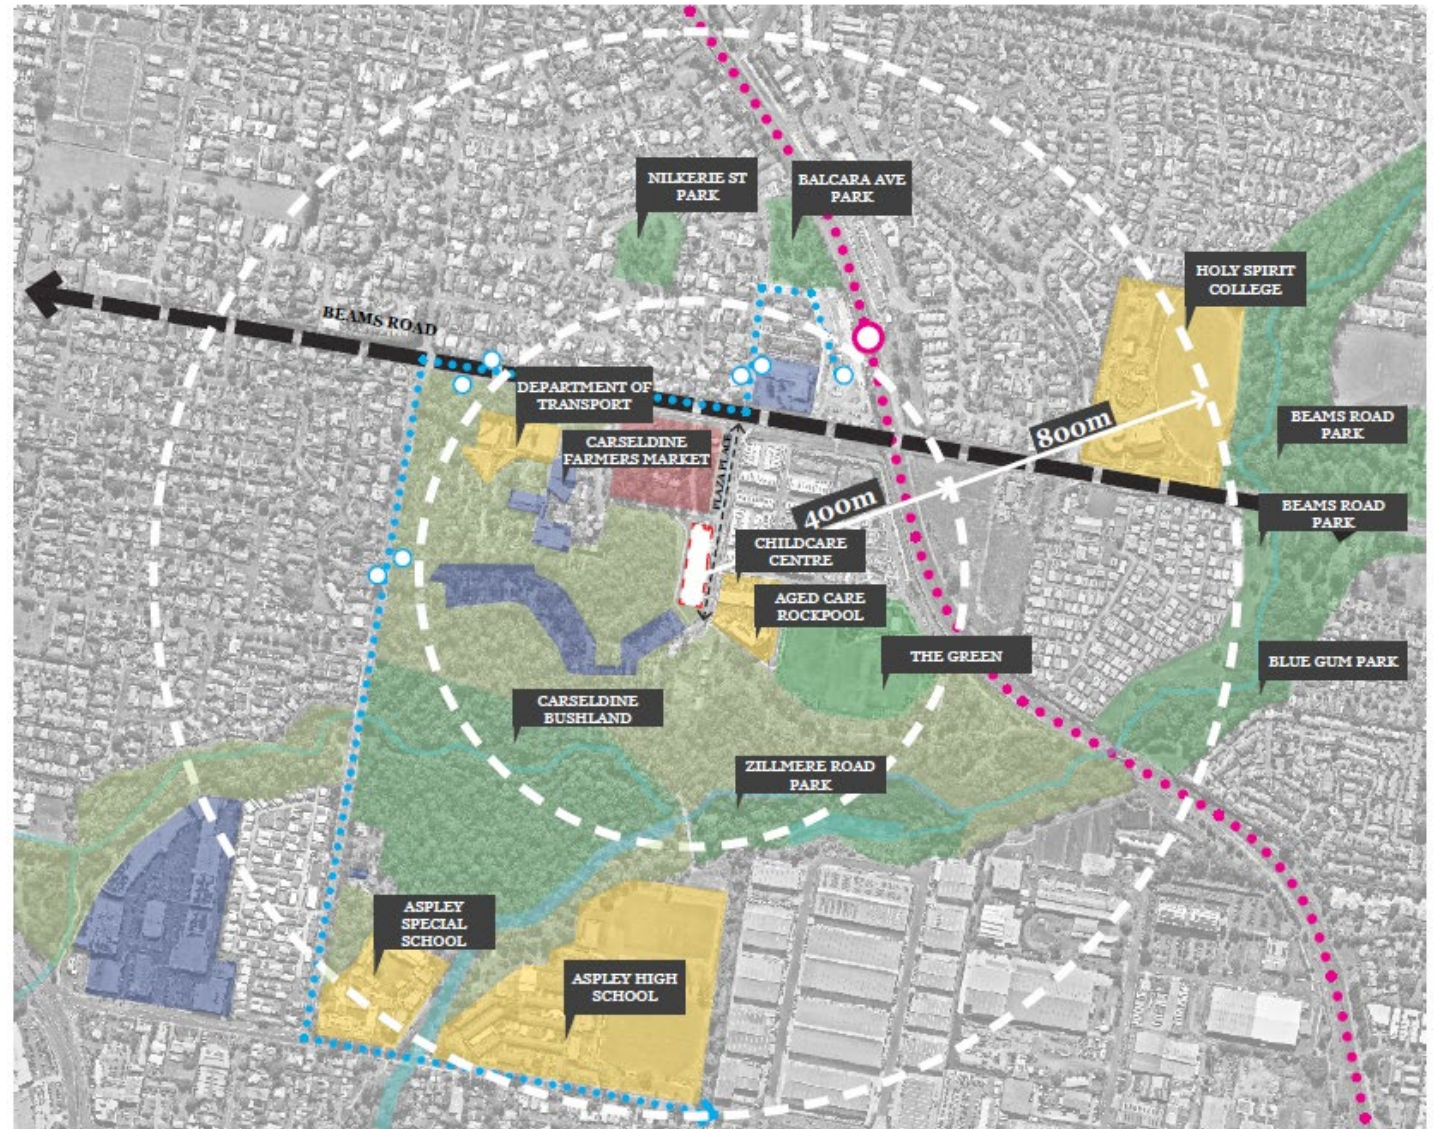 NILKERIE ST
PARK
BALCARA AVE
PARK
HOLY SPIRIT
COLLEGE
BEAMS ROAD
DEPARTMENT OF
TRANSPORT
CARSELDINE
FARMERS MARKET
800m
BEAMS ROAD
PARK
400m
BEAMS ROAD
PARK
CHILDCARE
CENTRE
AGED CARE
ROCKPOOL
THE GREEN
BLUE GUM PARK
CARSELDINE
BUSHLAND
ZILLMERE ROAD
PARK
ASPLEY
SPECIAL
SCHOOL
ASPLEY HIGH
SCHOOL